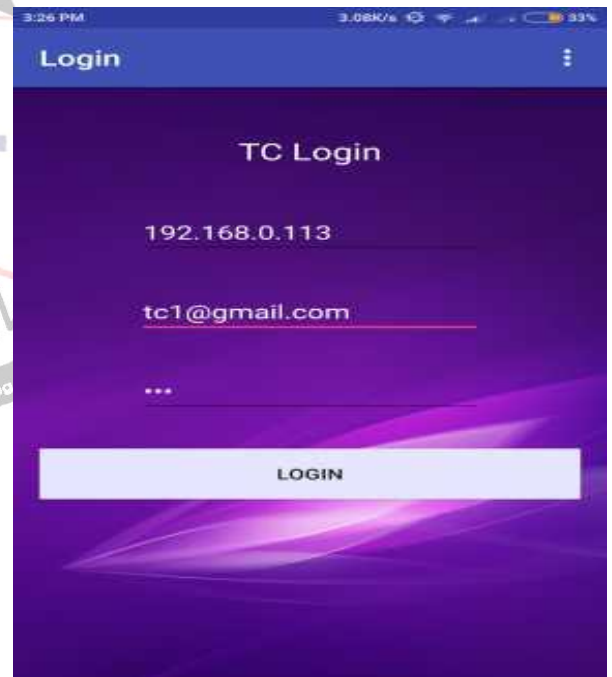 3:26 PM 3.08K/s 33%
Login
TC Login
192.168.0.113
tc1@gmail.com
•••
LOGIN